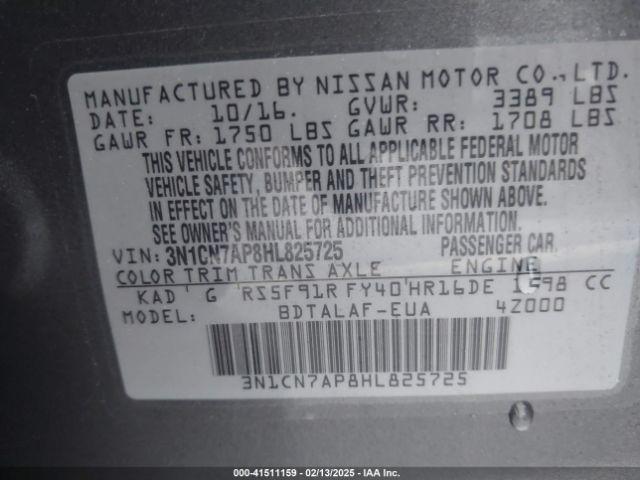 MANUFACTURED BY NISSAN MOTOR CO.,LTD.
DATE: 10/16. GVWR: 3389 LBS
GAWR FR: 1750 LBS GAWR RR: 1708 LBS
THIS VEHICLE CONFORMS TO ALL APPLICABLE FEDERAL MOTOR
VEHICLE SAFETY, BUMPER AND THEFT PREVENTION STANDARDS
IN EFFECT ON THE DATE OF MANUFACTURE SHOWN ABOVE.
SEE OWNER'S MANUAL FOR ADDITIONAL INFORMATION.
VIN: 3N1CN7AP8HL825725 PASSENGER CAR.
COLOR TRIM TRANS AXLE ENGINE
KAD G RS5F91R FY40 HR16DE 1598 CC
MODEL: BDTALAF-EUA 4Z000
3N1CN7AP8HL825725
230-41511159 - 02/13/2025 - IAA Inc.